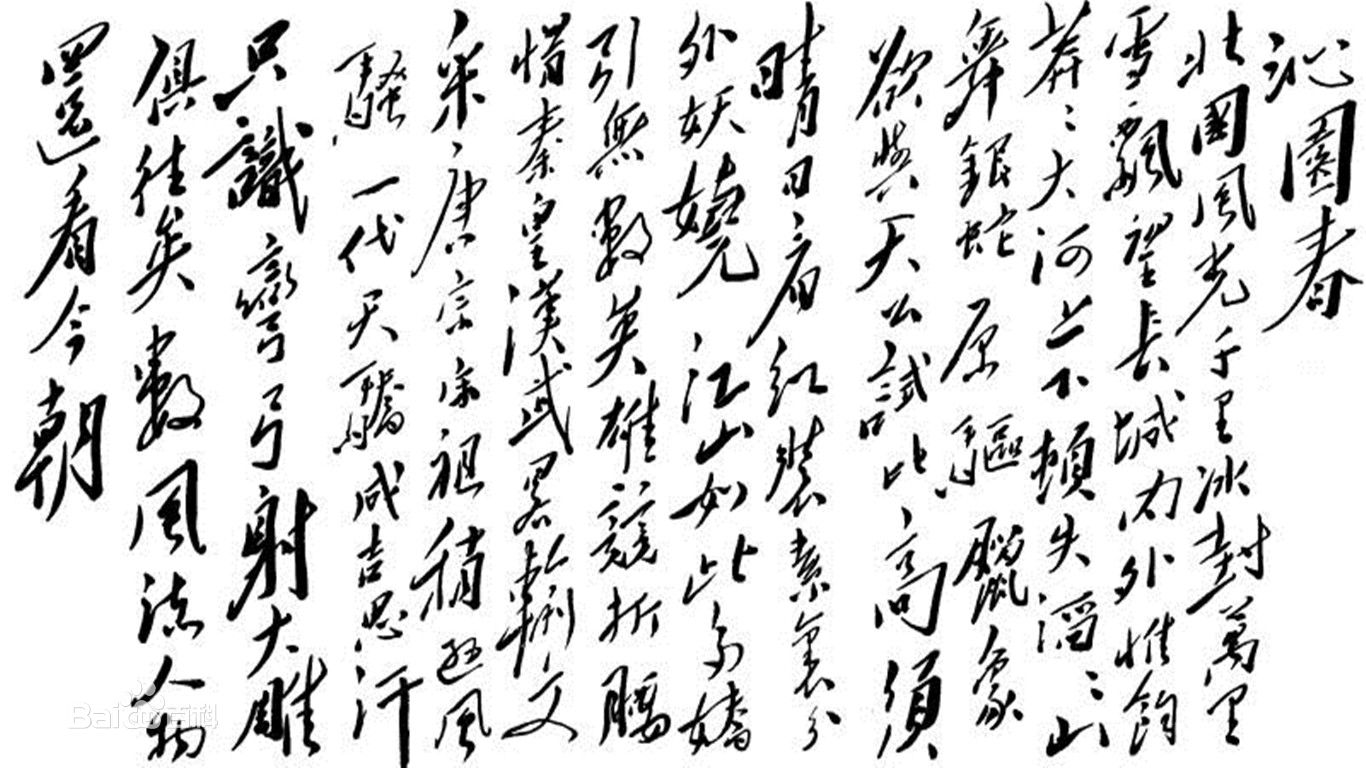 沁園春
北國風光千里冰封萬里
雪飄望長城内外惟餘
莽〻大河上下頓失滔〻山
舞銀蛇原驅臘象
欲與天公試比高須
晴日看紅裝素裹分
外妖嬈江山如此多嬌
引無數英雄競折腰
惜秦皇漢武畧輸文
采唐宗宋祖稍遜風
騷一代天驕成吉思汗
只識彎弓射大雕
俱往矣數風流人物
還看今朝
Bai百科